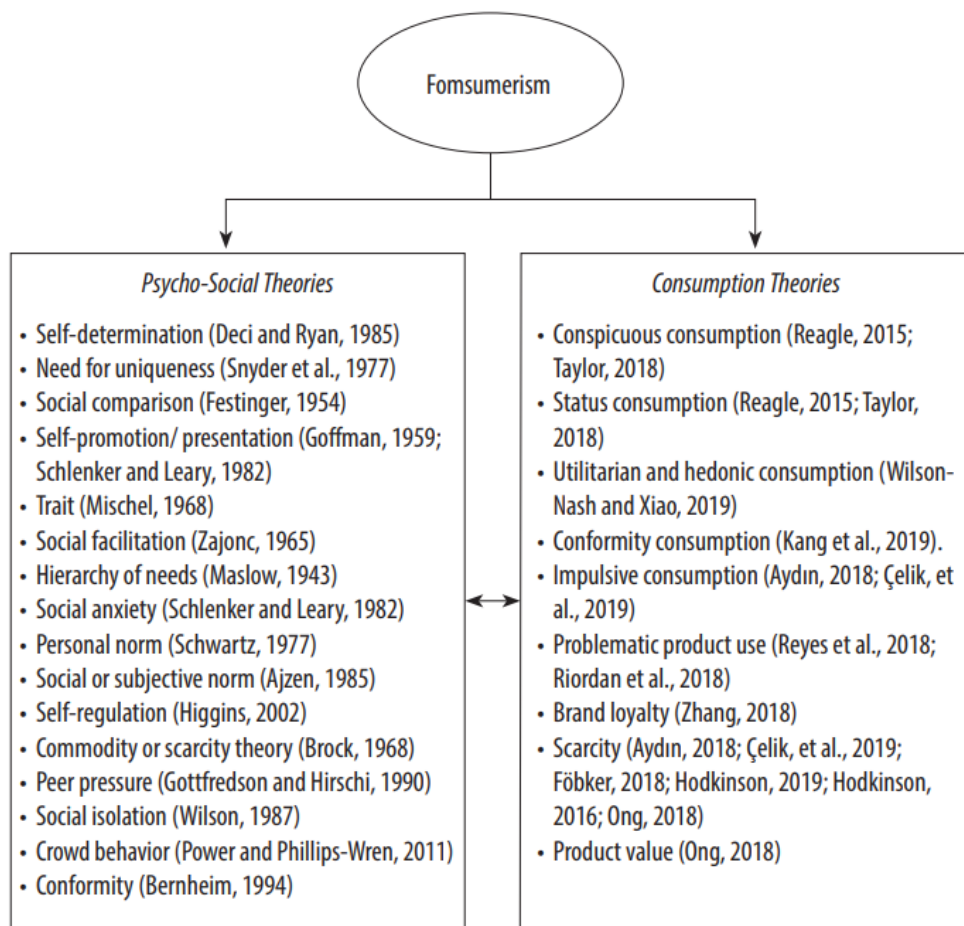 Fomsumerism
Psycho-Social Theories
• Self-determination (Deci and Ryan, 1985)
• Need for uniqueness (Snyder et al., 1977)
• Social comparison (Festinger, 1954)
• Self-promotion/ presentation (Goffman, 1959;
Schlenker and Leary, 1982)
• Trait (Mischel, 1968)
• Social facilitation (Zajonc, 1965)
• Hierarchy of needs (Maslow, 1943)
• Social anxiety (Schlenker and Leary, 1982)
• Personal norm (Schwartz, 1977)
• Social or subjective norm (Ajzen, 1985)
• Self-regulation (Higgins, 2002)
• Commodity or scarcity theory (Brock, 1968)
• Peer pressure (Gottfredson and Hirschi, 1990)
• Social isolation (Wilson, 1987)
• Crowd behavior (Power and Phillips-Wren, 2011)
• Conformity (Bernheim, 1994)
Consumption Theories
• Conspicuous consumption (Reagle, 2015;
Taylor, 2018)
• Status consumption (Reagle, 2015; Taylor,
2018)
• Utilitarian and hedonic consumption (Wilson-
Nash and Xiao, 2019)
• Conformity consumption (Kang et al., 2019).
• Impulsive consumption (Aydın, 2018; Çelik, et
al., 2019)
• Problematic product use (Reyes et al., 2018;
Riordan et al., 2018)
• Brand loyalty (Zhang, 2018)
• Scarcity (Aydın, 2018; Çelik, et al., 2019;
Föbker, 2018; Hodkinson, 2019; Hodkinson,
2016; Ong, 2018)
• Product value (Ong, 2018)